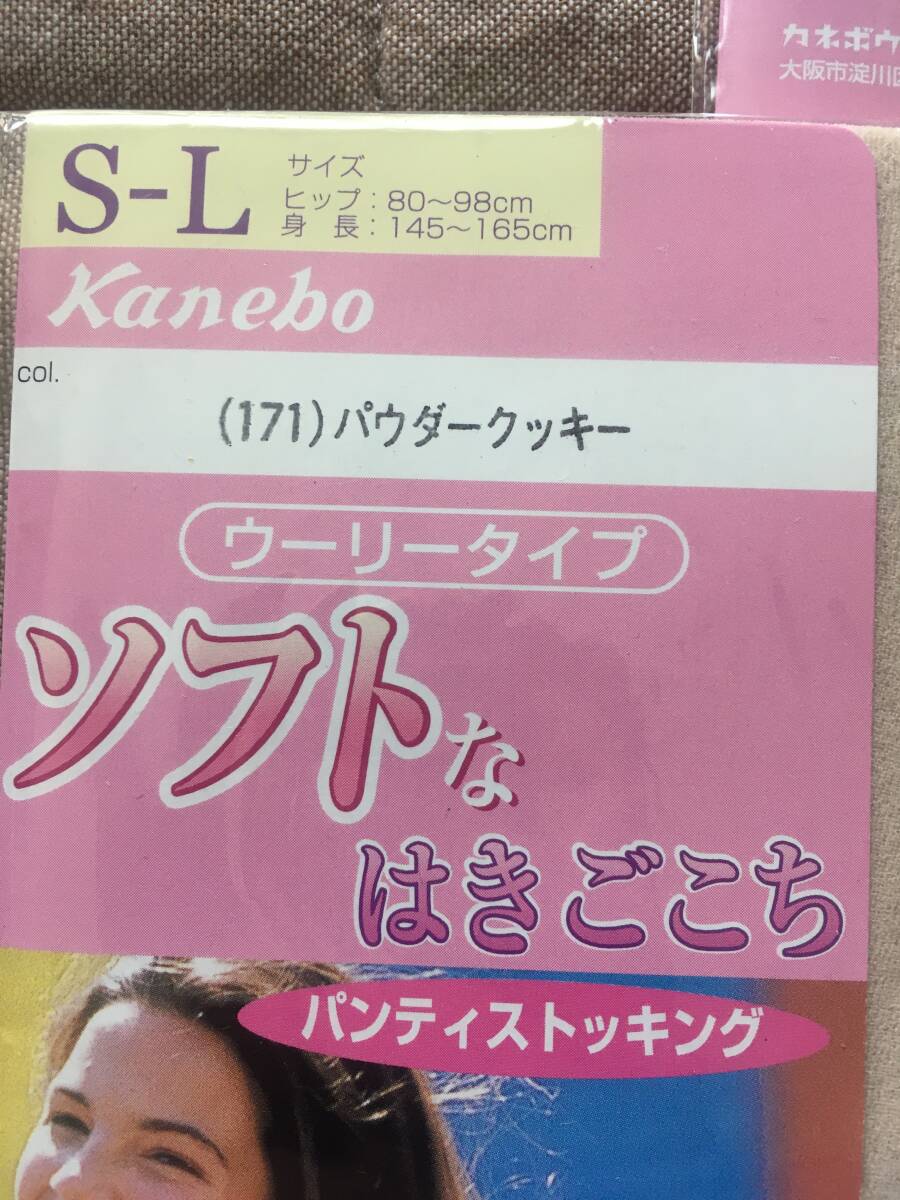 カネボウ
大阪市淀川区
S-L
サイズ
ヒップ：80～98cm
身　長：145～165cm
Kanebo
col.
(171)パウダークッキー
ウーリータイプ
ソフトな
はきごこち
パンティストッキング